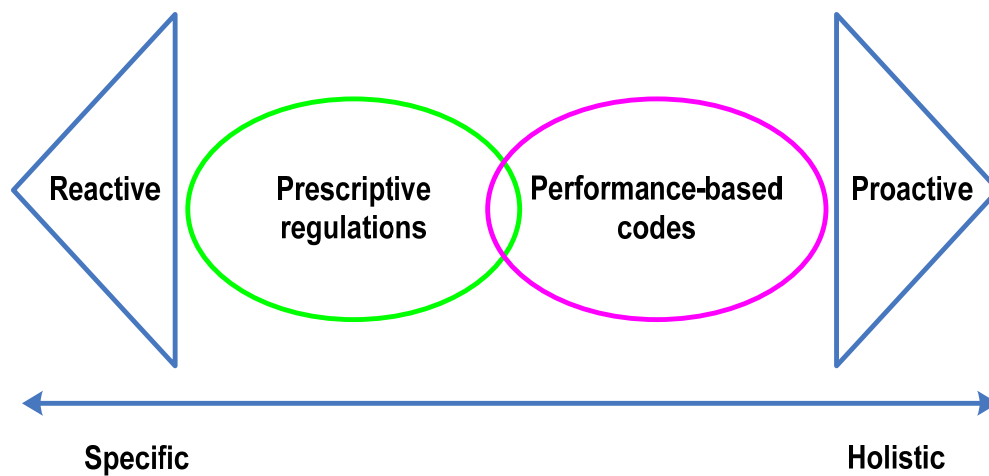 Reactive
Prescriptive
regulations
Performance-based
codes
Proactive
Specific
Holistic